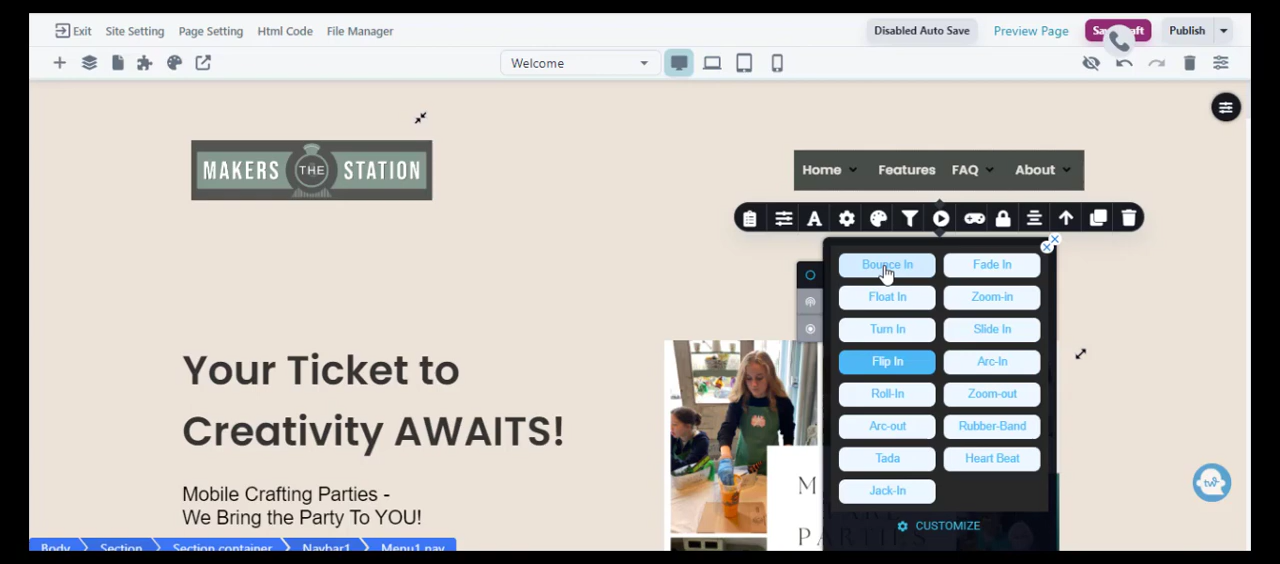 Exit Site Setting Page Setting Html Code File Manager Disabled Auto Save Preview Page Publish
Welcome
MAKERS THE STATION
Home Features FAQ About
Bounce In Fade In
Float In Zoom-in
Turn In Slide In
Flip In Arc-In
Roll-In Zoom-out
Arc-out Rubber-Band
Tada Heart Beat
Jack-In
CUSTOMIZE
Your Ticket to
Creativity AWAITS!
Mobile Crafting Parties -
We Bring the Party To YOU!
M
PARTIES
Body Section Section container Navbar1 Menu1 nav